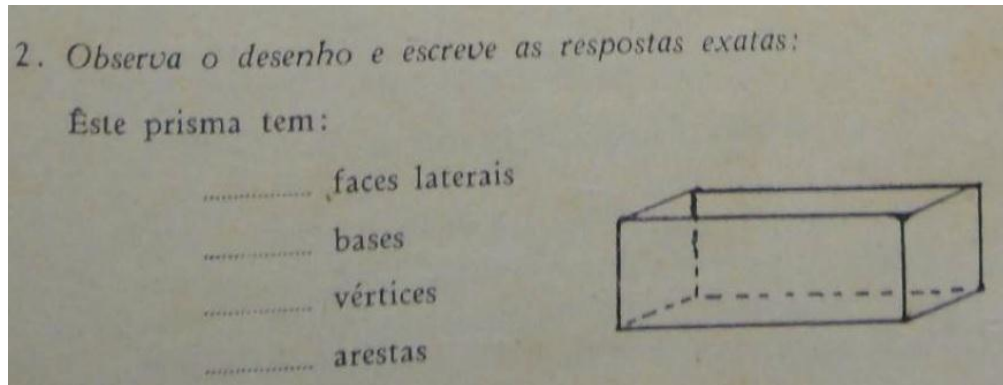 2. Observa o desenho e escreve as respostas exatas:
Êste prisma tem:
................ faces laterais
................ bases
................ vértices
................ arestas